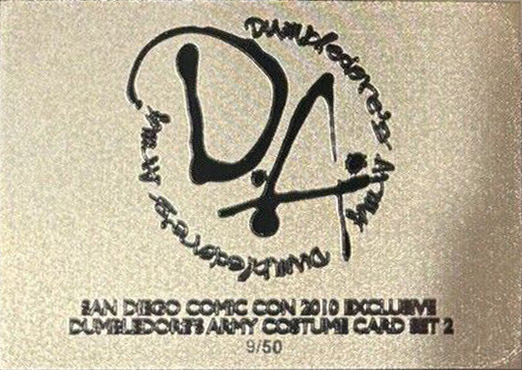 Dumbledore's Army
Dumbledore's Army
D.A.
SAN DIEGO COMIC CON 2010 EXCLUSIVE
DUMBLEDORE'S ARMY COSTUME CARD SET 2
9/50